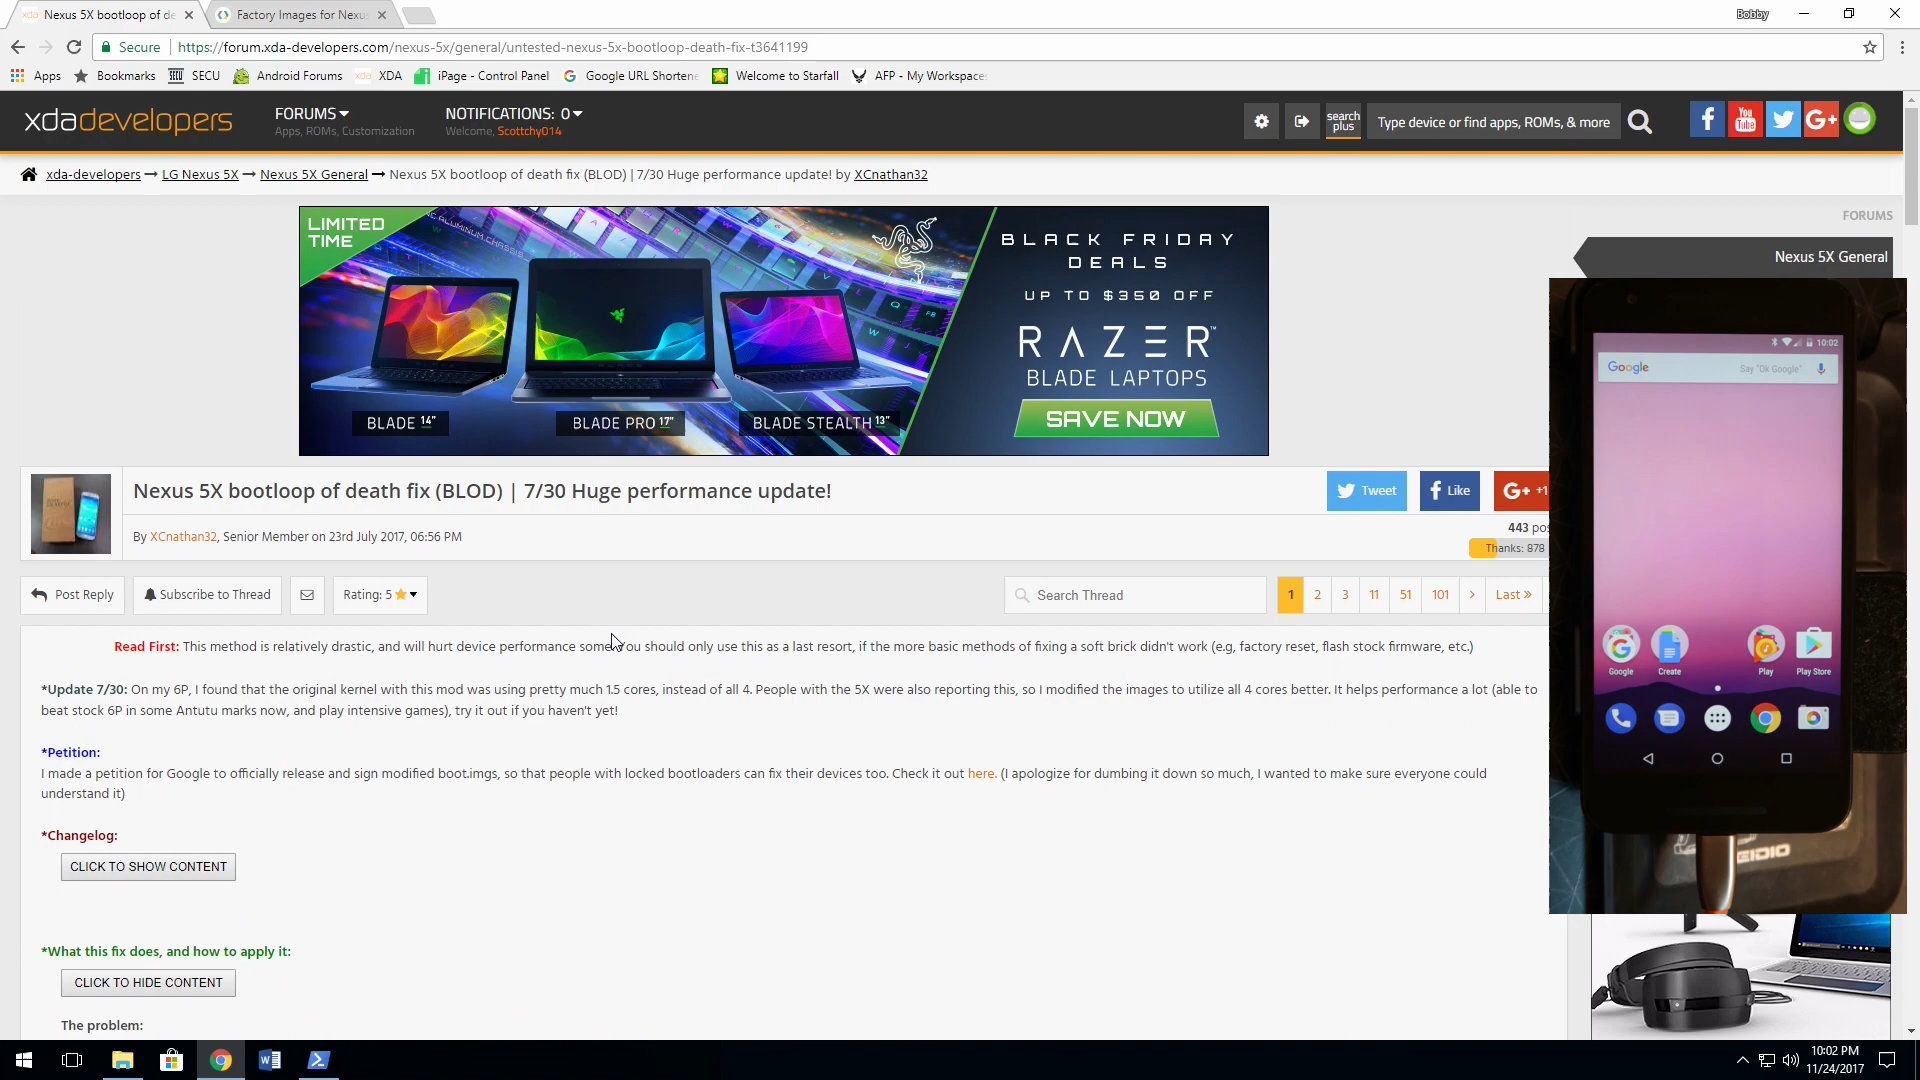 Nexus 5X bootloop of de
Factory Images for Nexus
Bobby
Secure
https://forum.xda-developers.com/nexus-5x/general/untested-nexus-5x-bootloop-death-fix-t3641199
Apps
Bookmarks
SECU
Android Forums
XDA
iPage - Control Panel
Google URL Shortene
Welcome to Starfall
AFP - My Workspace
xdadevelopers
FORUMS
Apps, ROMs, Customization
NOTIFICATIONS: 0
Welcome, Scottchy014
search
plus
Type device or find apps, ROMs, & more
You
Tube
G+
xda-developers → LG Nexus 5X → Nexus 5X General → Nexus 5X bootloop of death fix (BLOD) | 7/30 Huge performance update! by XCnathan32
LIMITED
TIME
BLACK FRIDAY
DEALS
UP TO $350 OFF
RAZER
BLADE LAPTOPS
SAVE NOW
BLADE 14"
BLADE PRO 17"
BLADE STEALTH 13"
FORUMS
Nexus 5X General
Nexus 5X bootloop of death fix (BLOD) | 7/30 Huge performance update!
By XCnathan32, Senior Member on 23rd July 2017, 06:56 PM
Tweet
Like
G+ +1
443 pos
Thanks: 878
Post Reply
Subscribe to Thread
Rating: 5
Search Thread
1 2 3 11 51 101 > Last »
Read First: This method is relatively drastic, and will hurt device performance some. You should only use this as a last resort, if the more basic methods of fixing a soft brick didn't work (e.g, factory reset, flash stock firmware, etc.)
*Update 7/30: On my 6P, I found that the original kernel with this mod was using pretty much 1.5 cores, instead of all 4. People with the 5X were also reporting this, so I modified the images to utilize all 4 cores better. It helps performance a lot (able to
beat stock 6P in some Antutu marks now, and play intensive games), try it out if you haven't yet!
*Petition:
I made a petition for Google to officially release and sign modified boot.imgs, so that people with locked bootloaders can fix their devices too. Check it out here. (I apologize for dumbing it down so much, I wanted to make sure everyone could
understand it)
*Changelog:
CLICK TO SHOW CONTENT
*What this fix does, and how to apply it:
CLICK TO HIDE CONTENT
The problem:
10:02
Google
Say "Ok Google"
Google
Create
Play
Play Store
EIDIO
10:02 PM
11/24/2017